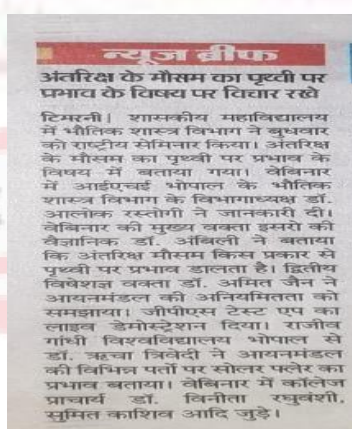 न्यूज ब्रीफ
अंतरिक्ष के मौसम का पृथ्वी पर
प्रभाव के विषय पर विचार रखे
टिमरनी। शासकीय महाविद्यालय
में भौतिक शास्त्र विभाग ने बुधवार
को राष्ट्रीय सेमिनार किया। अंतरिक्ष
के मौसम का पृथ्वी पर प्रभाव के
विषय में बताया गया। वेबिनार
में आईएचई भोपाल के भौतिक
शास्त्र विभाग के विभागाध्यक्ष डॉ.
आलोक रस्तोगी ने जानकारी दी।
वेबिनार की मुख्य वक्ता इसरो की
वैज्ञानिक डॉ. अंबिली ने बताया
कि अंतरिक्ष मौसम किस प्रकार से
पृथ्वी पर प्रभाव डालता है। द्वितीय
विषेशज्ञ वक्ता डॉ. अमित जैन ने
आयनमंडल की अनियमितता को
समझाया। जीपीएस टेस्ट एप का
लाइव डेमोस्ट्रेशन दिया। राजीव
गांधी विश्वविद्यालय भोपाल से
डॉ. ऋचा त्रिवेदी ने आयनमंडल
की विभिन्न पर्तों पर सोलर फ्लेर का
प्रभाव बताया। वेबिनार में कॉलेज
प्राचार्य डॉ. विनीता रघुवंशी,
सुमित काशिव आदि जुड़े।